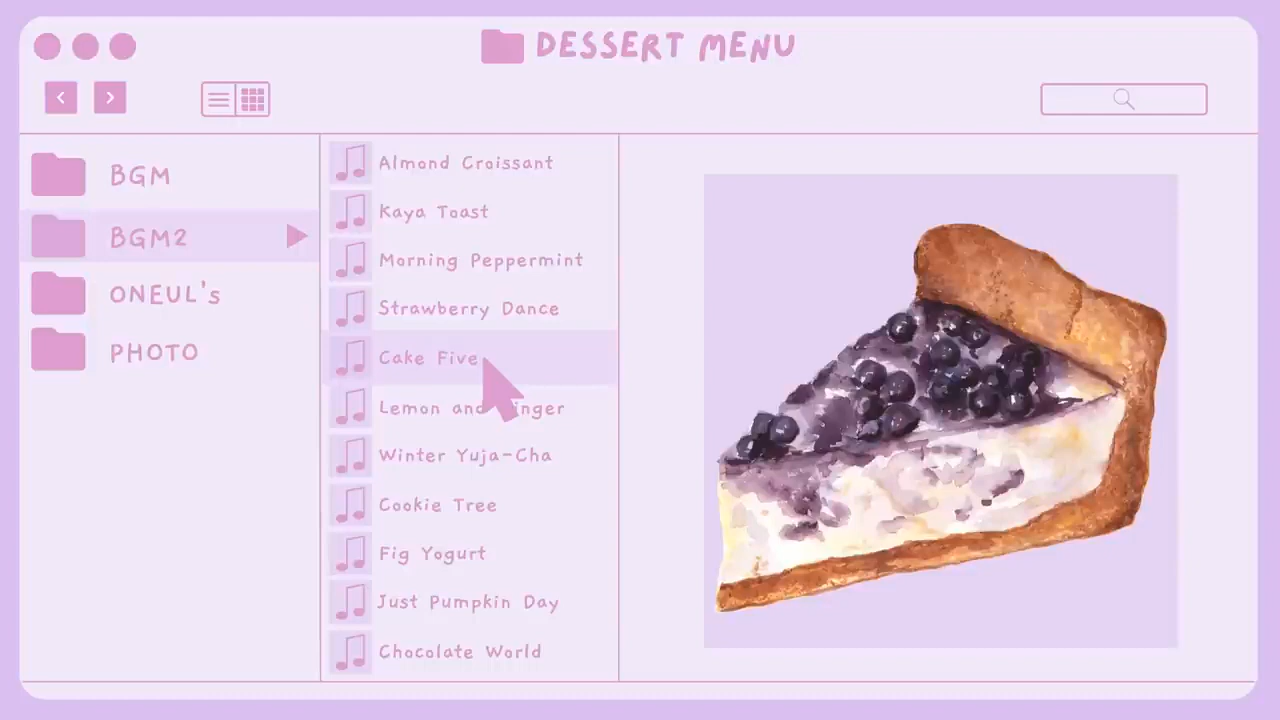 DESSERT MENU
BGM
BGM2
ONEUL's
PHOTO
Almond Croissant
Kaya Toast
Morning Peppermint
Strawberry Dance
Cake Five
Lemon and inger
Winter Yuja-Cha
Cookie Tree
Fig Yogurt
Just Pumpkin Day
Chocolate World